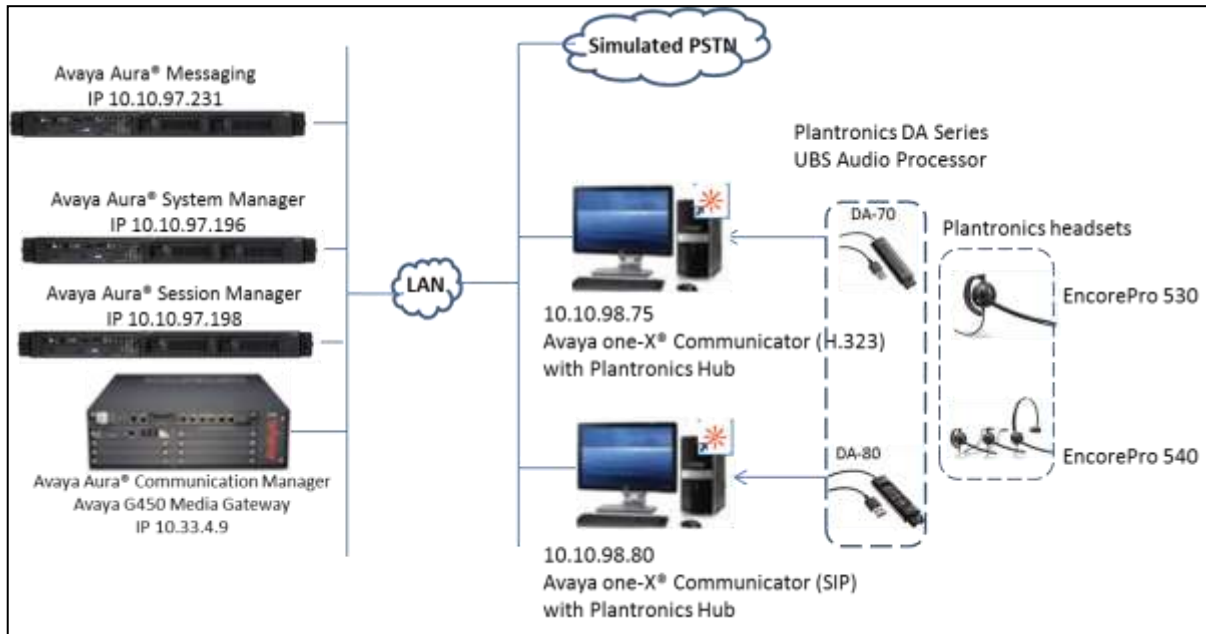 Simulated PSTN
Avaya Aura® Messaging
IP 10.10.97.231
Avaya Aura® System Manager
IP 10.10.97.196
Avaya Aura® Session Manager
IP 10.10.97.198
Avaya Aura® Communication Manager
Avaya G450 Media Gateway
IP 10.33.4.9
LAN
10.10.98.75
Avaya one-X® Communicator (H.323)
with Plantronics Hub
10.10.98.80
Avaya one-X® Communicator (SIP)
with Plantronics Hub
Plantronics DA Series
UBS Audio Processor
DA-70
DA-80
Plantronics headsets
EncorePro 530
EncorePro 540